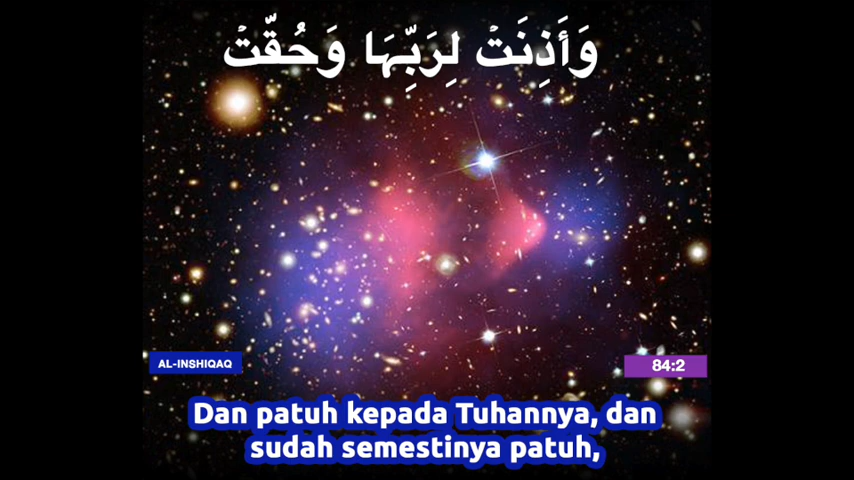 وَأَذِنَتْ لِرَبِّهَا وَحُقَّتْ
AL-INSHIQAQ
84:2
Dan patuh kepada Tuhannya, dan
sudah semestinya patuh,